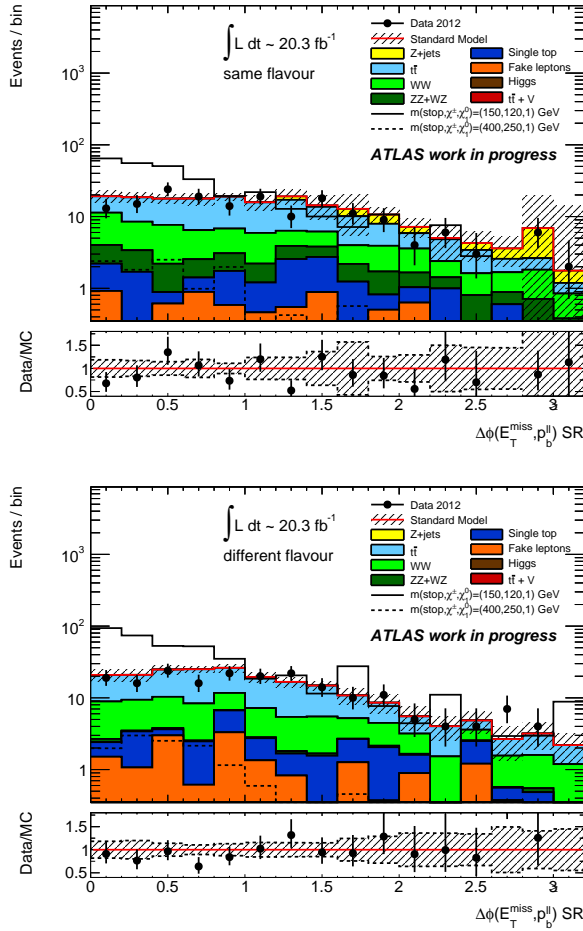 ∫ L dt ~ 20.3 fb⁻¹
same flavour
Data 2012
Standard Model
Z+jets
tt̄
WW
ZZ+WZ
Single top
Fake leptons
Higgs
tt̄ + V
m(stop,χ±,χ̃₁⁰)=(150,120,1) GeV
m(stop,χ±,χ̃₁⁰)=(400,250,1) GeV
ATLAS work in progress
Events / bin
10³
10²
10
1
Data/MC
1.5
1
0.5
0 0.5 1 1.5 2 2.5 3
Δφ(E_T^miss,p_b^ll) SR
∫ L dt ~ 20.3 fb⁻¹
different flavour
Data 2012
Standard Model
Z+jets
tt̄
WW
ZZ+WZ
Single top
Fake leptons
Higgs
tt̄ + V
m(stop,χ±,χ̃₁⁰)=(150,120,1) GeV
m(stop,χ±,χ̃₁⁰)=(400,250,1) GeV
ATLAS work in progress
Events / bin
10³
10²
10
1
Data/MC
1.5
1
0.5
0 0.5 1 1.5 2 2.5 3
Δφ(E_T^miss,p_b^ll) SR